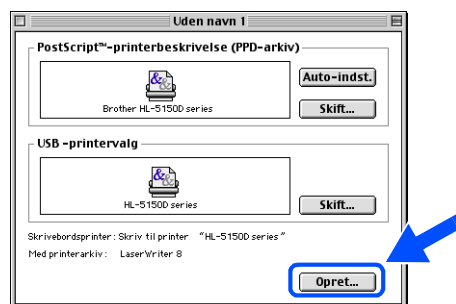 Uden navn 1
PostScript™-printerbeskrivelse (PPD-arkiv)
Auto-indst.
Brother HL-5150D series
Skift...
USB -printervalg
HL-5150D series
Skift...
Skrivebordsprinter: Skriv til printer "HL-5150D series"
Med printerarkiv: LaserWriter 8
Opret...